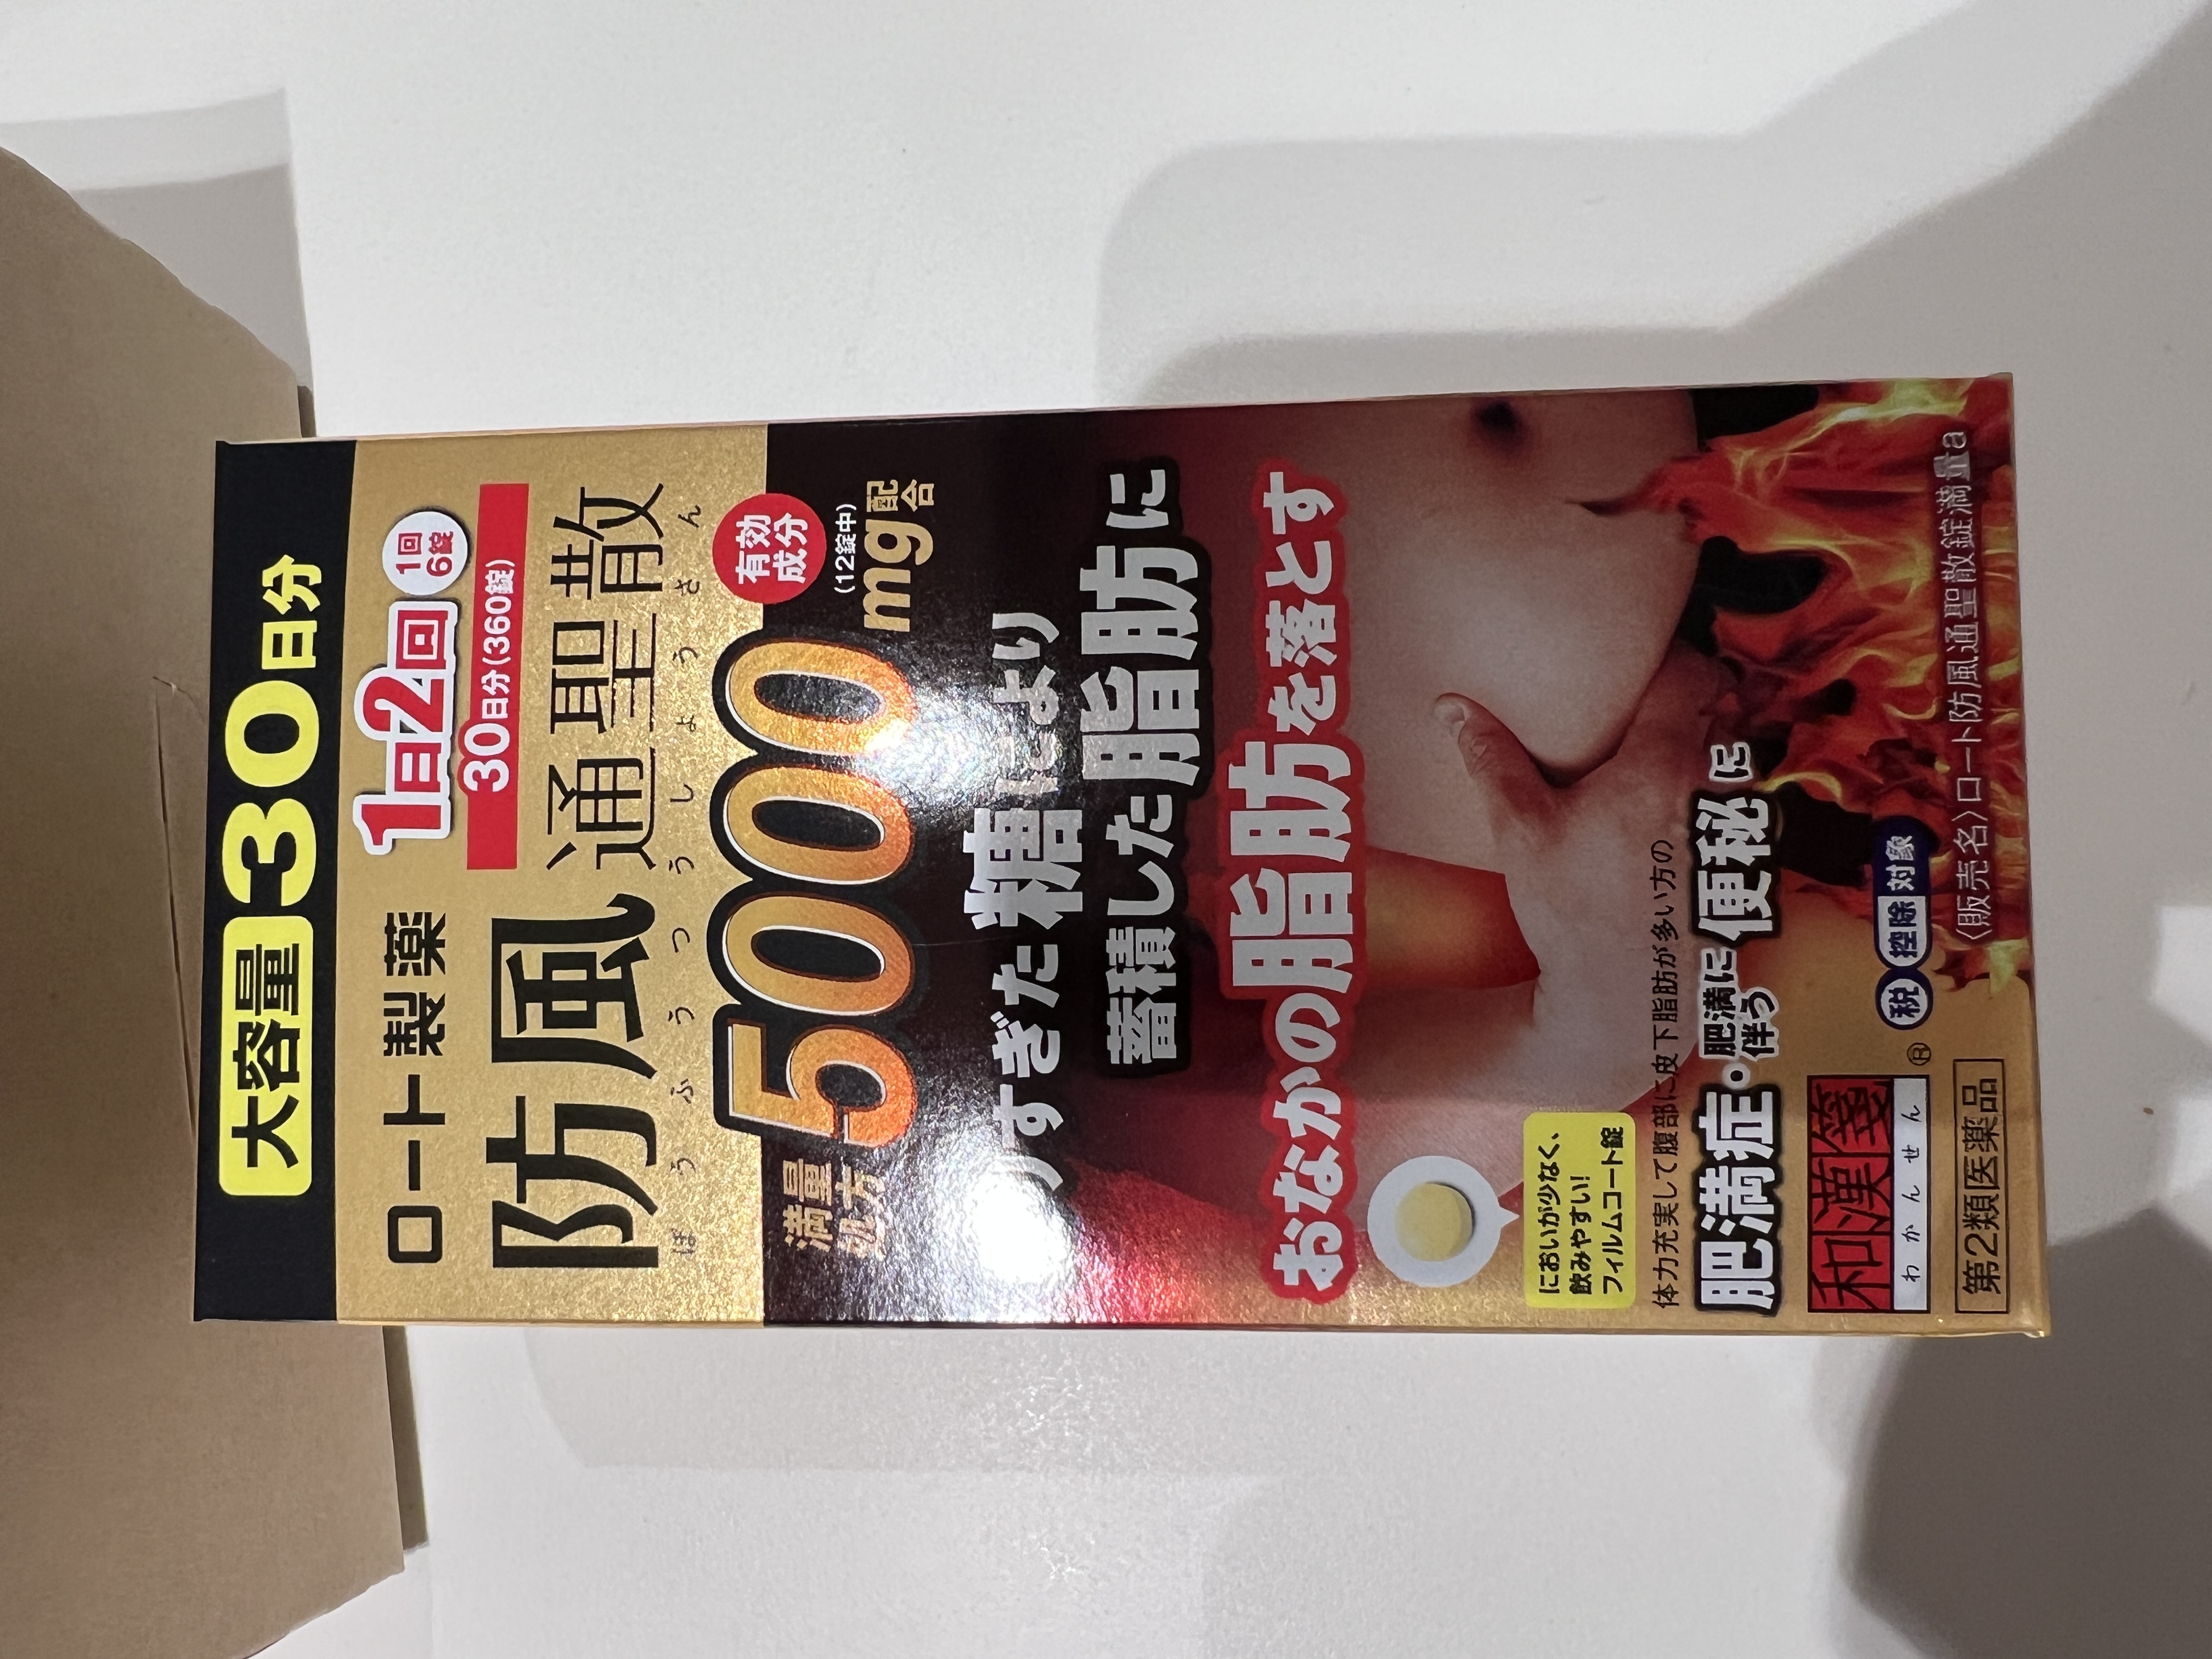 大容量30日分
ロート製薬
1日2回
1回
6錠
30日分(360錠)
防風通聖散
ぼうふうつうしょうさん
満量
処方
5000mg配合
(12錠中)
有効
成分
すぎた糖により
蓄積した脂肪に
おなかの脂肪を落とす
においが少なく、
飲みやすい!
フィルムコート錠
体力充実して腹部に皮下脂肪が多い方の
肥満症・肥満に伴う便秘に
和漢箋®
わかんせん
税 控除 対象
第2類医薬品
〈販売名〉ロート防風通聖散錠満量a